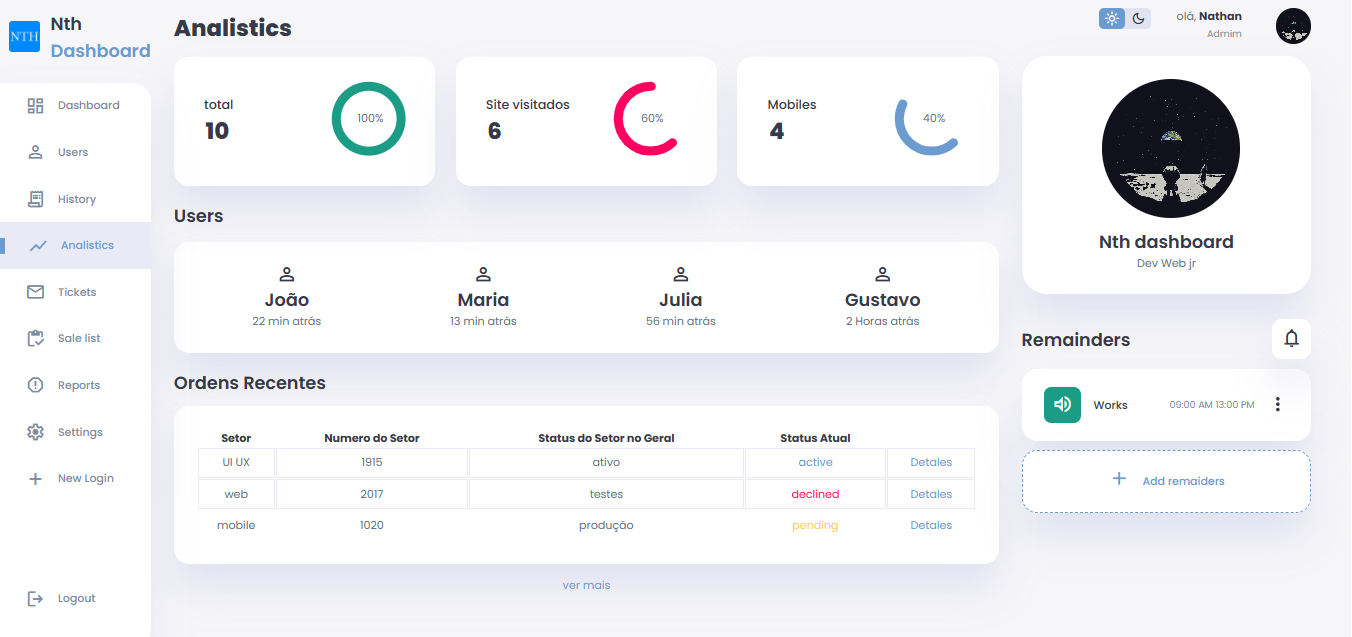 NTH
Nth
Dashboard
Dashboard
Users
History
Analistics
Tickets
Sale list
Reports
Settings
New Login
Logout
Analistics
total
10
100%
Site visitados
6
60%
Mobiles
4
40%
Users
João
22 min atrás
Maria
13 min atrás
Julia
56 min atrás
Gustavo
2 Horas atrás
Ordens Recentes
Setor Numero do Setor Status do Setor no Geral Status Atual
UI UX 1915 ativo active Detales
web 2017 testes declined Detales
mobile 1020 produção pending Detales
ver mais
olá, Nathan
Admim
Nth dashboard
Dev Web jr
Remainders
Works 09:00 AM 13:00 PM
Add remaiders